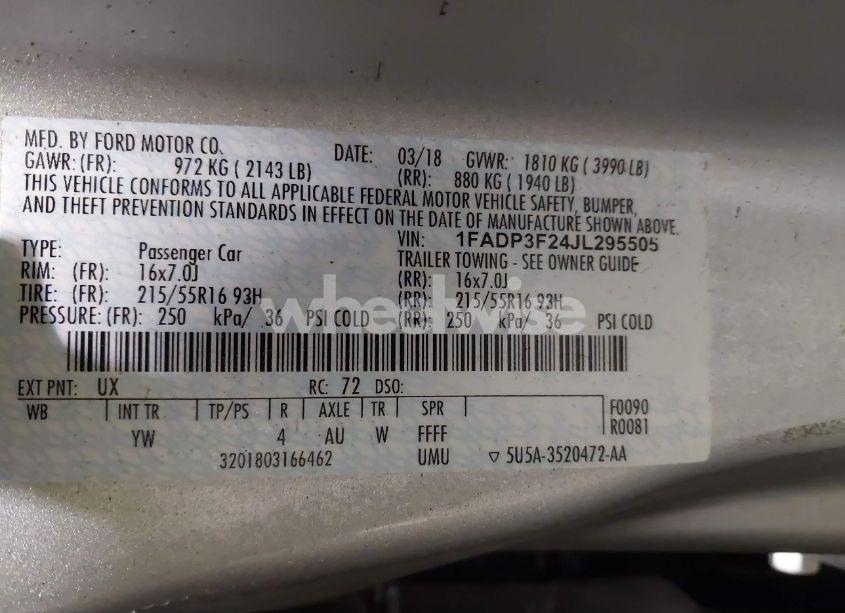 MFD. BY FORD MOTOR CO. DATE: 03/18 GVWR: 1810 KG ( 3990 LB)
GAWR: (FR): 972 KG ( 2143 LB) (RR): 880 KG ( 1940 LB)
THIS VEHICLE CONFORMS TO ALL APPLICABLE FEDERAL MOTOR VEHICLE SAFETY, BUMPER,
AND THEFT PREVENTION STANDARDS IN EFFECT ON THE DATE OF MANUFACTURE SHOWN ABOVE.
VIN: 1FADP3F24JL295505
TYPE: Passenger Car TRAILER TOWING - SEE OWNER GUIDE
RIM: (FR): 16x7.0J (RR): 16x7.0J
TIRE: (FR): 215/55R16 93H (RR): 215/55R16 93H
wheelwise
PRESSURE: (FR): 250 kPa/ 36 PSI COLD (RR): 250 kPa/ 36 PSI COLD
EXT PNT: UX RC: 72 DSO:
WB INT TR TP/PS R AXLE TR SPR F0090
YW 4 AU W FFFF R0081
3201803166462 UMU ▽ 5U5A-3520472-AA